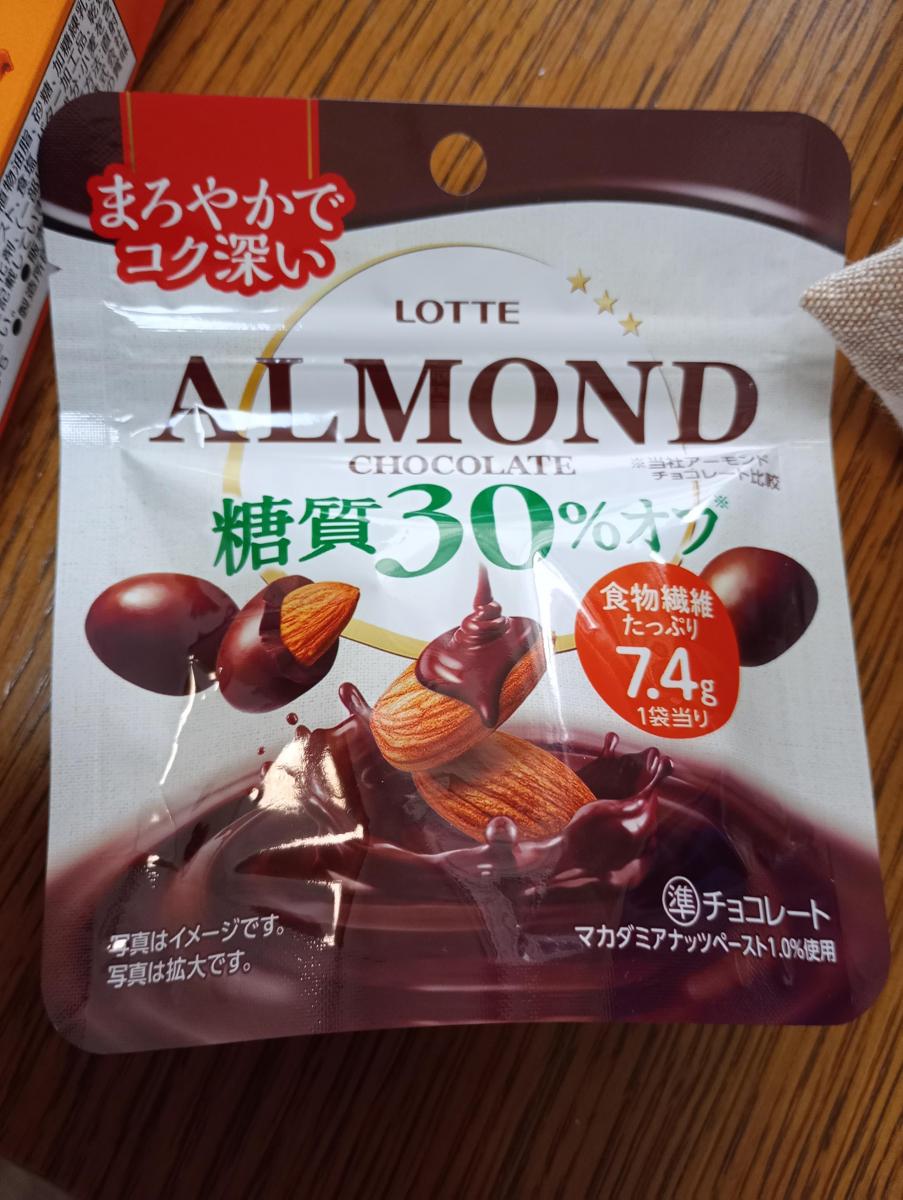 まろやかで
コク深い
LOTTE
ALMOND
CHOCOLATE
※当社アーモンド
チョコレート比較
糖質30%オフ※
食物繊維
たっぷり
7.4g
1袋当り
準チョコレート
マカダミアナッツペースト1.0%使用
写真はイメージです。
写真は拡大です。